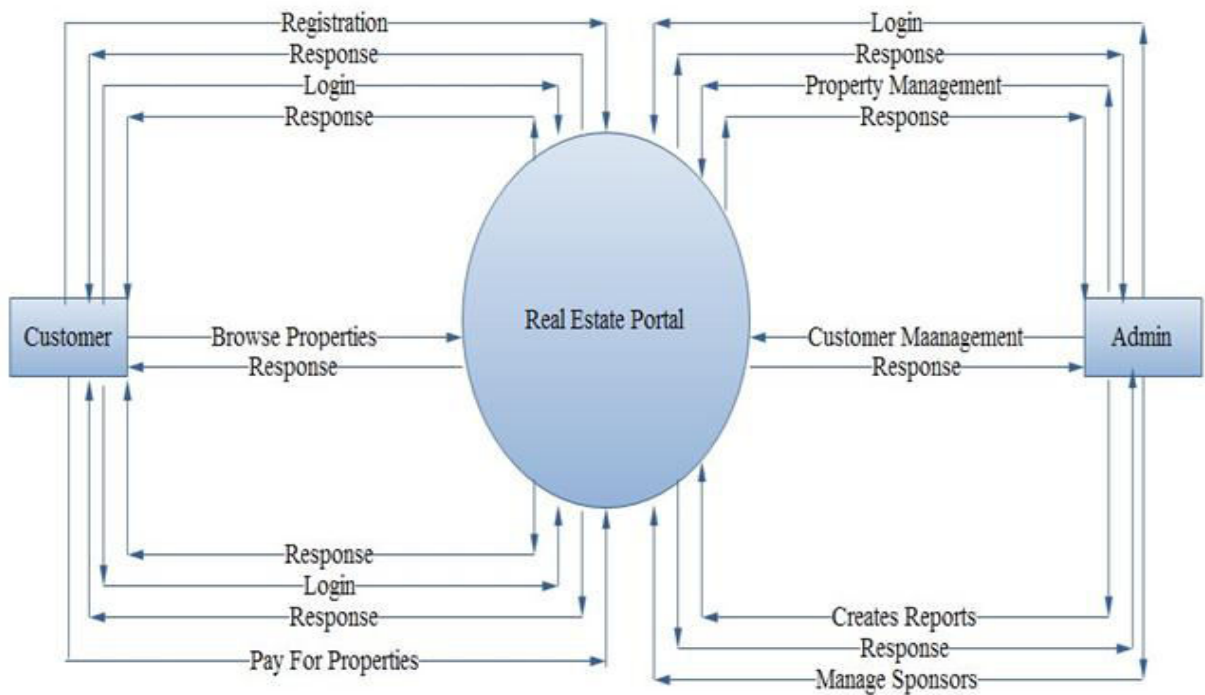 Registration
Response
Login
Response
Login
Response
Property Management
Response
Customer
Browse Properties
Response
Real Estate Portal
Customer Maanagement
Response
Admin
Response
Login
Response
Pay For Properties
Creates Reports
Response
Manage Sponsors